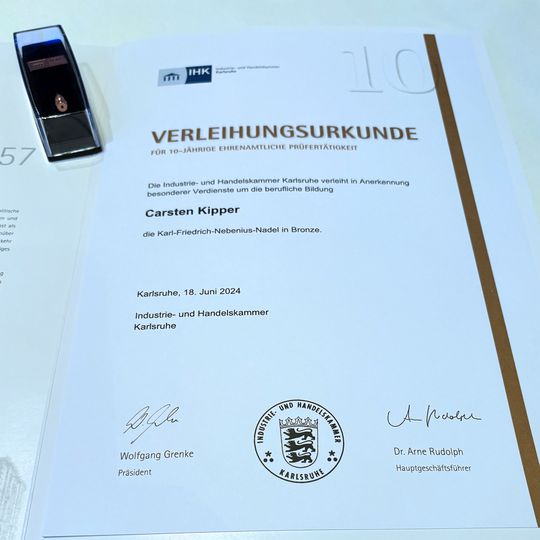 10
IHK
Industrie- und Handelskammer
Karlsruhe
VERLEIHUNGSURKUNDE
FÜR 10-JÄHRIGE EHRENAMTLICHE PRÜFERTÄTIGKEIT
57
Die Industrie- und Handelskammer Karlsruhe verleiht in Anerkennung
besonderer Verdienste um die berufliche Bildung
Carsten Kipper
die Karl-Friedrich-Nebenius-Nadel in Bronze.
Karlsruhe, 18. Juni 2024
Industrie- und Handelskammer
Karlsruhe
Wolfgang Grenke
Präsident
INDUSTRIE- UND HANDELSKAMMER
KARLSRUHE
Dr. Arne Rudolph
Hauptgeschäftsführer